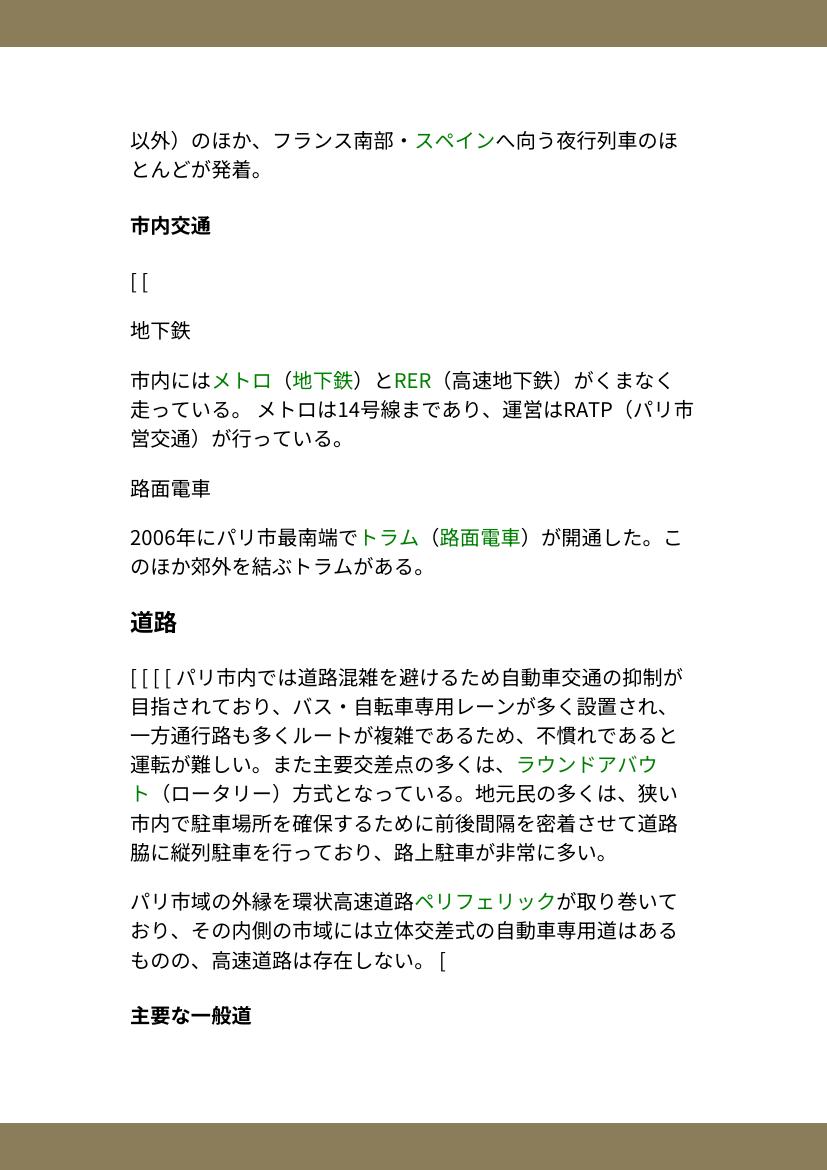 以外）のほか、フランス南部・スペインへ向う夜行列車のほ
とんどが発着。
市内交通
[ [
地下鉄
市内にはメトロ（地下鉄）とRER（高速地下鉄）がくまなく
走っている。 メトロは14号線まであり、運営はRATP（パリ市
営交通）が行っている。
路面電車
2006年にパリ市最南端でトラム（路面電車）が開通した。こ
のほか郊外を結ぶトラムがある。
道路
[ [ [ [ パリ市内では道路混雑を避けるため自動車交通の抑制が
目指されており、バス・自転車専用レーンが多く設置され、
一方通行路も多くルートが複雑であるため、不慣れであると
運転が難しい。また主要交差点の多くは、ラウンドアバウ
ト（ロータリー）方式となっている。地元民の多くは、狭い
市内で駐車場所を確保するために前後間隔を密着させて道路
脇に縦列駐車を行っており、路上駐車が非常に多い。
パリ市域の外縁を環状高速道路ペリフェリックが取り巻いて
おり、その内側の市域には立体交差式の自動車専用道はある
ものの、高速道路は存在しない。 [
主要な一般道